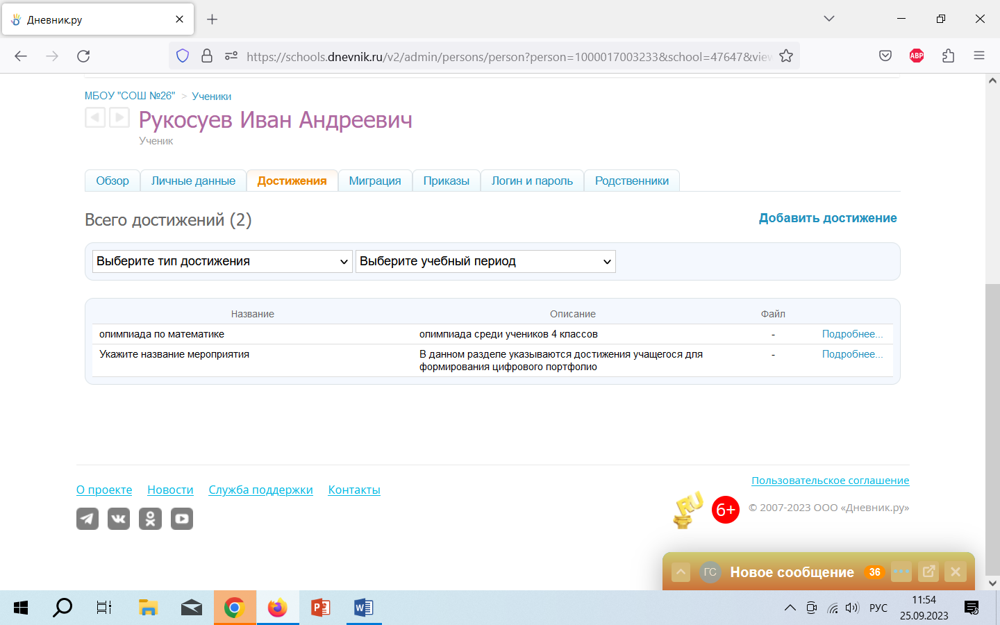 Дневник.ру
https://schools.dnevnik.ru/v2/admin/persons/person?person=1000017003233&school=47647&view
ABP
МБОУ "СОШ №26" > Ученики
Рукосуев Иван Андреевич
Ученик
Обзор Личные данные Достижения Миграция Приказы Логин и пароль Родственники
Всего достижений (2) Добавить достижение
Выберите тип достижения Выберите учебный период
Название Описание Файл
олимпиада по математике олимпиада среди учеников 4 классов - Подробнее...
Укажите название мероприятия В данном разделе указываются достижения учащегося для - Подробнее...
формирования цифрового портфолио
Пользовательское соглашение
О проекте Новости Служба поддержки Контакты
RU 6+ © 2007-2023 ООО «Дневник.ру»
ГС Новое сообщение 36
РУС 11:54
25.09.2023